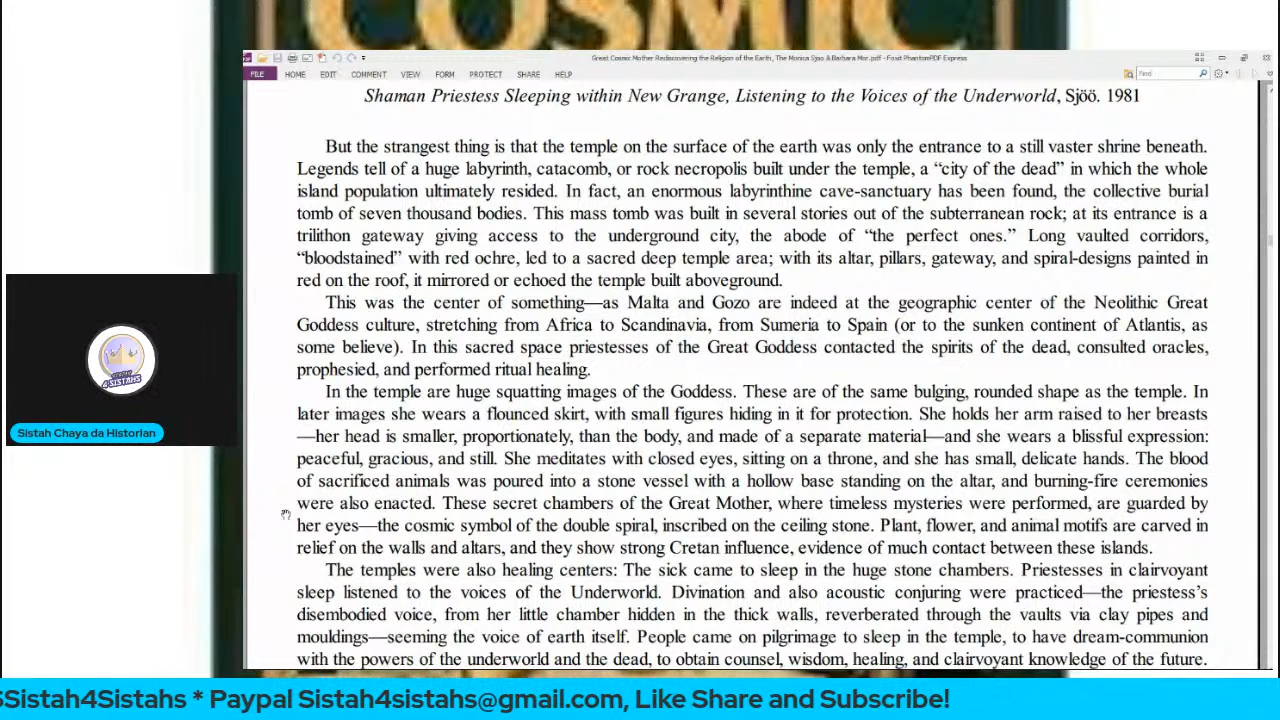 COSMIC
Great Cosmic Mother Rediscovering the Religion of the Earth, The Monica Sjoo & Barbara Mor.pdf - Foxit PhantomPDF Express
FILE HOME EDIT COMMENT VIEW FORM PROTECT SHARE HELP Find
Shaman Priestess Sleeping within New Grange, Listening to the Voices of the Underworld, Sjöö. 1981
But the strangest thing is that the temple on the surface of the earth was only the entrance to a still vaster shrine beneath.
Legends tell of a huge labyrinth, catacomb, or rock necropolis built under the temple, a “city of the dead” in which the whole
island population ultimately resided. In fact, an enormous labyrinthine cave-sanctuary has been found, the collective burial
tomb of seven thousand bodies. This mass tomb was built in several stories out of the subterranean rock; at its entrance is a
trilithon gateway giving access to the underground city, the abode of “the perfect ones.” Long vaulted corridors,
“bloodstained” with red ochre, led to a sacred deep temple area; with its altar, pillars, gateway, and spiral-designs painted in
red on the roof, it mirrored or echoed the temple built aboveground.
This was the center of something—as Malta and Gozo are indeed at the geographic center of the Neolithic Great
Goddess culture, stretching from Africa to Scandinavia, from Sumeria to Spain (or to the sunken continent of Atlantis, as
some believe). In this sacred space priestesses of the Great Goddess contacted the spirits of the dead, consulted oracles,
prophesied, and performed ritual healing.
In the temple are huge squatting images of the Goddess. These are of the same bulging, rounded shape as the temple. In
later images she wears a flounced skirt, with small figures hiding in it for protection. She holds her arm raised to her breasts
—her head is smaller, proportionately, than the body, and made of a separate material—and she wears a blissful expression:
peaceful, gracious, and still. She meditates with closed eyes, sitting on a throne, and she has small, delicate hands. The blood
of sacrificed animals was poured into a stone vessel with a hollow base standing on the altar, and burning-fire ceremonies
were also enacted. These secret chambers of the Great Mother, where timeless mysteries were performed, are guarded by
her eyes—the cosmic symbol of the double spiral, inscribed on the ceiling stone. Plant, flower, and animal motifs are carved in
relief on the walls and altars, and they show strong Cretan influence, evidence of much contact between these islands.
The temples were also healing centers: The sick came to sleep in the huge stone chambers. Priestesses in clairvoyant
sleep listened to the voices of the Underworld. Divination and also acoustic conjuring were practiced—the priestess’s
disembodied voice, from her little chamber hidden in the thick walls, reverberated through the vaults via clay pipes and
mouldings—seeming the voice of earth itself. People came on pilgrimage to sleep in the temple, to have dream-communion
with the powers of the underworld and the dead, to obtain counsel, wisdom, healing, and clairvoyant knowledge of the future.
4 SISTAHS
Sistah Chaya da Historian
SSistah4Sistahs * Paypal Sistah4sistahs@gmail.com, Like Share and Subscribe!